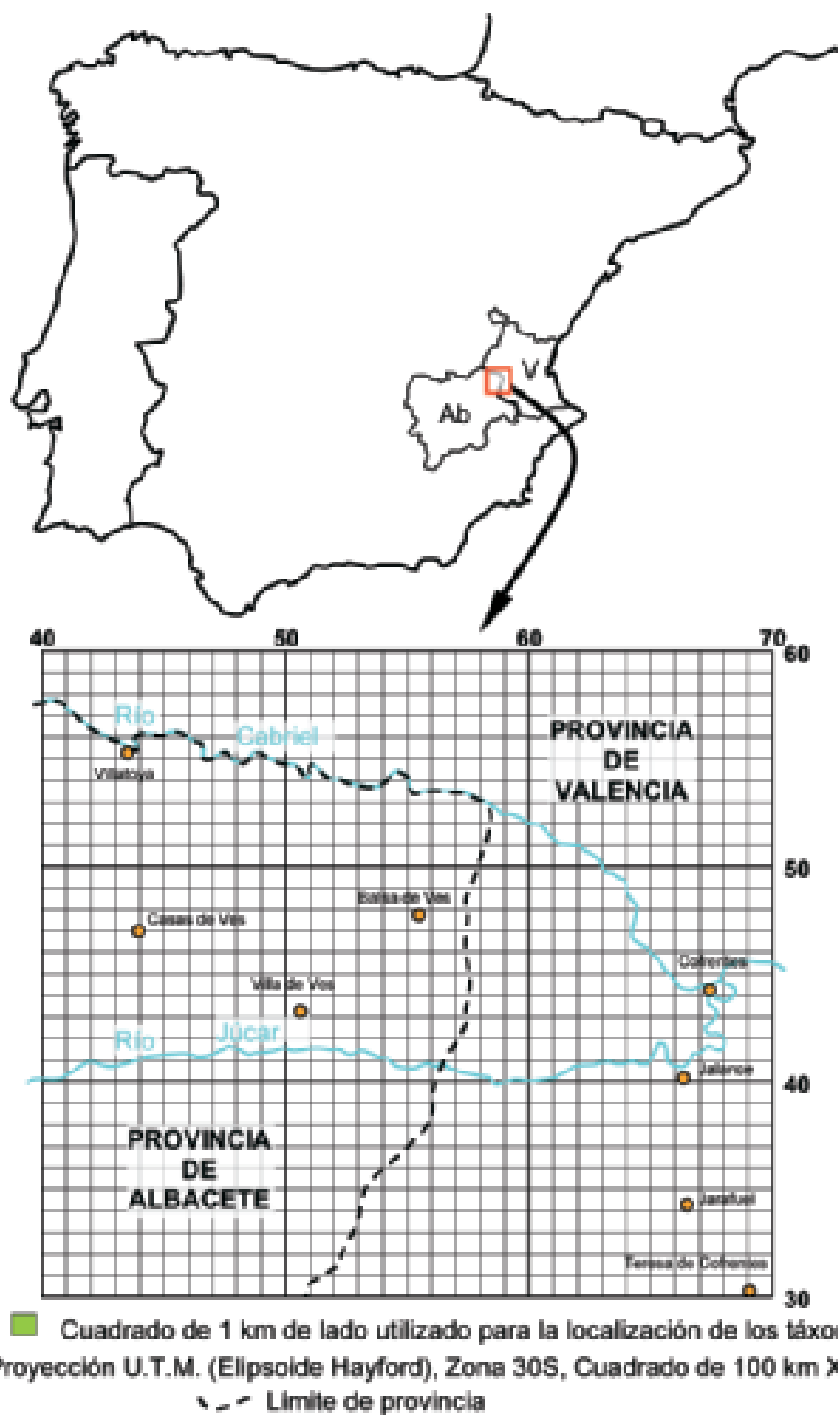 V
Ab
40 50 60 70
60
Río
Cabriel
PROVINCIA
DE
VALENCIA
Villatoya
50
Balsa de Ves
Casas de Ves
Cofrentes
Villa de Ves
Río Júcar
Jalance
40
PROVINCIA
DE
ALBACETE
Jarafuel
Teresa de Cofrentes
30
Cuadrado de 1 km de lado utilizado para la localización de los táxo
Proyección U.T.M. (Elipsoide Hayford), Zona 30S, Cuadrado de 100 km X
Límite de provincia